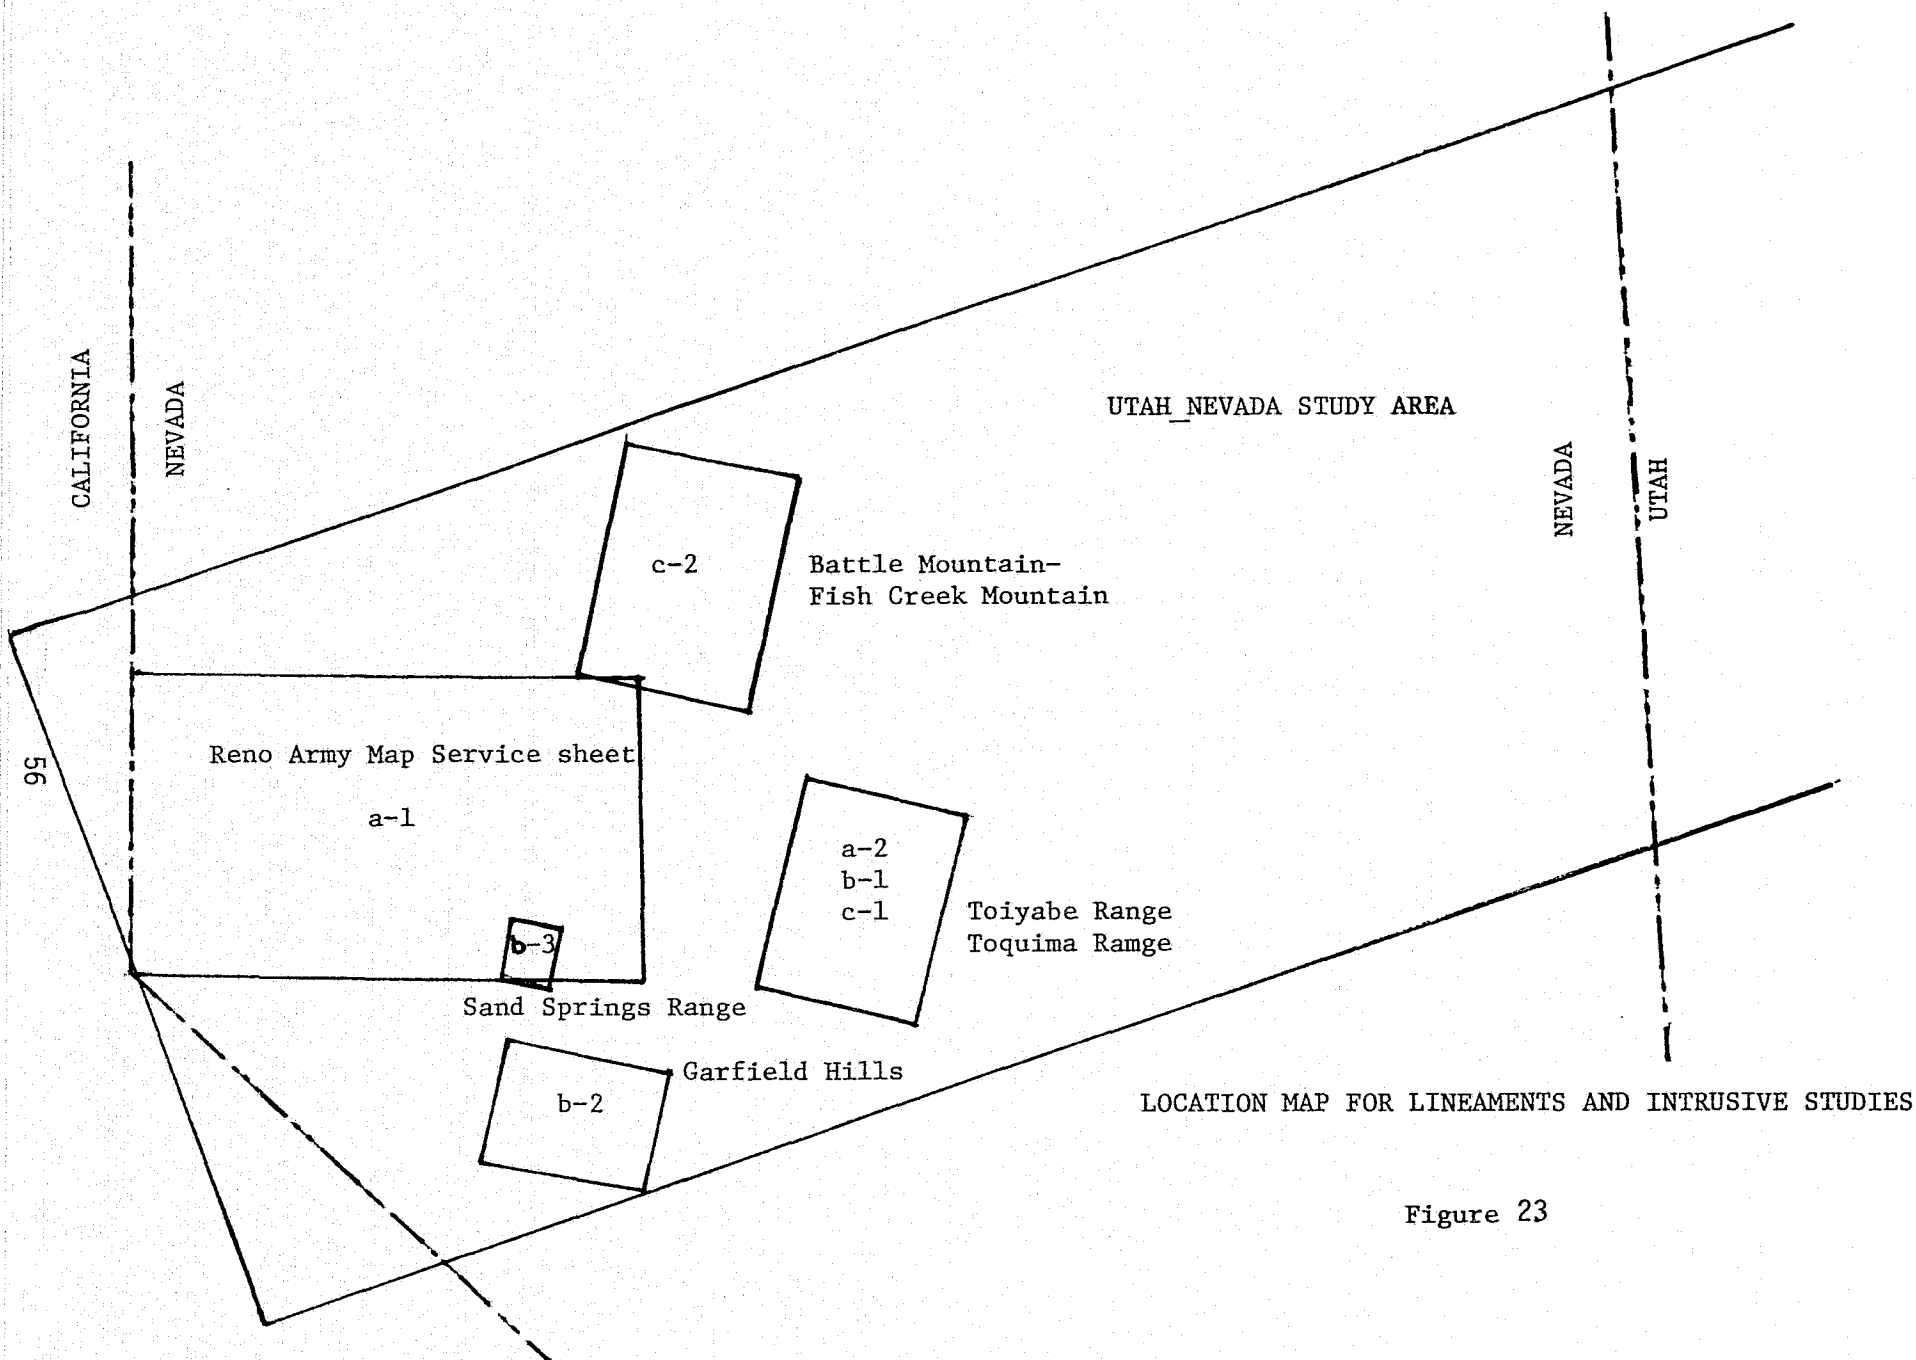 CALIFORNIA
NEVADA
UTAH_NEVADA STUDY AREA
NEVADA
UTAH
c-2
Battle Mountain-
Fish Creek Mountain
Reno Army Map Service sheet
a-1
56
a-2
b-1
c-1
Toiyabe Range
Toquima Ramge
b-3
Sand Springs Range
Garfield Hills
b-2
LOCATION MAP FOR LINEAMENTS AND INTRUSIVE STUDIES
Figure 23